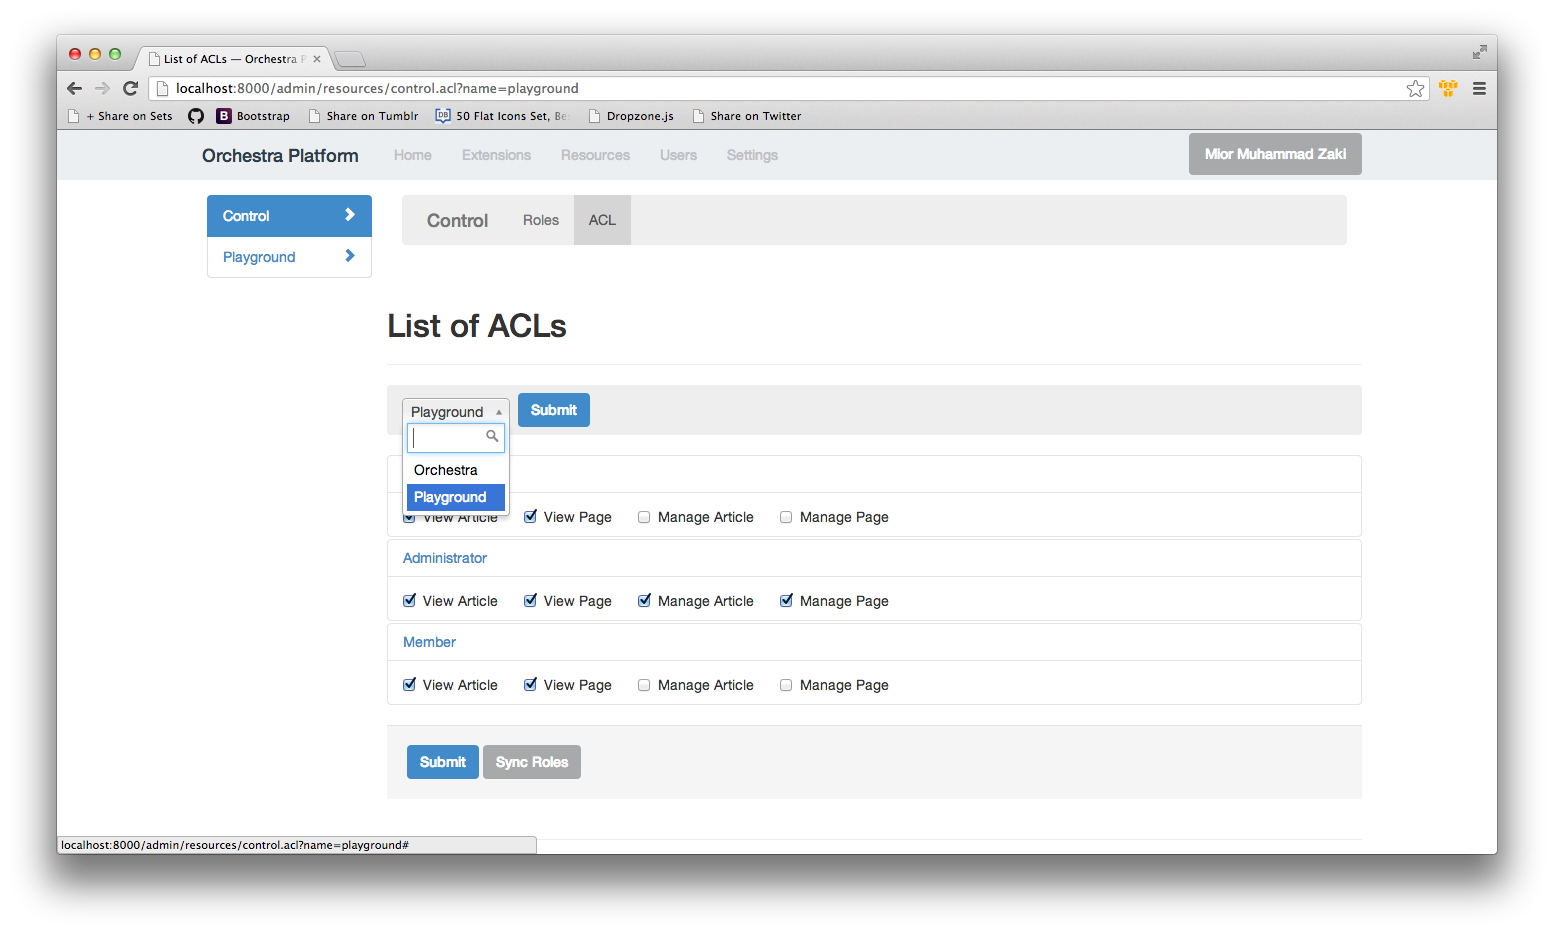 List of ACLs — Orchestra P
localhost:8000/admin/resources/control.acl?name=playground
+ Share on Sets B Bootstrap Share on Tumblr DB 50 Flat Icons Set, Be Dropzone.js Share on Twitter
Orchestra Platform Home Extensions Resources Users Settings Mior Muhammad Zaki
Control
Playground
Control Roles ACL
List of ACLs
Playground Submit
Orchestra
Playground
View Article View Page Manage Article Manage Page
Administrator
View Article View Page Manage Article Manage Page
Member
View Article View Page Manage Article Manage Page
Submit Sync Roles
localhost:8000/admin/resources/control.acl?name=playground#